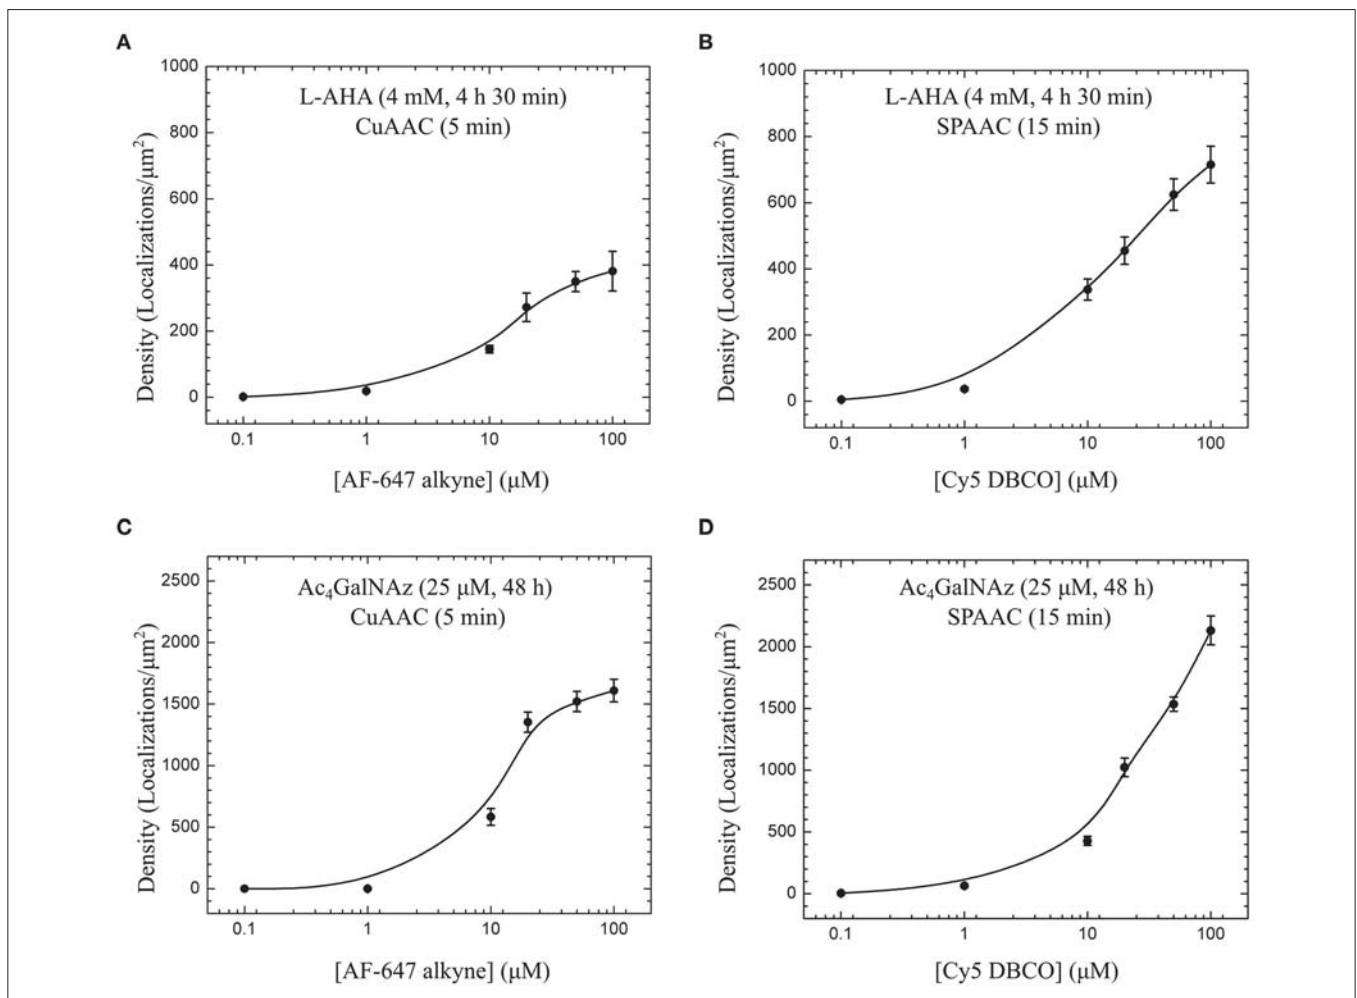 A
L-AHA (4 mM, 4 h 30 min)
CuAAC (5 min)
Density (Localizations/μm²)
1000
800
600
400
200
0
0.1 1 10 100
[AF-647 alkyne] (μM)
B
L-AHA (4 mM, 4 h 30 min)
SPAAC (15 min)
Density (Localizations/μm²)
1000
800
600
400
200
0
0.1 1 10 100
[Cy5 DBCO] (μM)
C
Ac₄GalNAz (25 μM, 48 h)
CuAAC (5 min)
Density (Localizations/μm²)
2500
2000
1500
1000
500
0
0.1 1 10 100
[AF-647 alkyne] (μM)
D
Ac₄GalNAz (25 μM, 48 h)
SPAAC (15 min)
Density (Localizations/μm²)
2500
2000
1500
1000
500
0
0.1 1 10 100
[Cy5 DBCO] (μM)